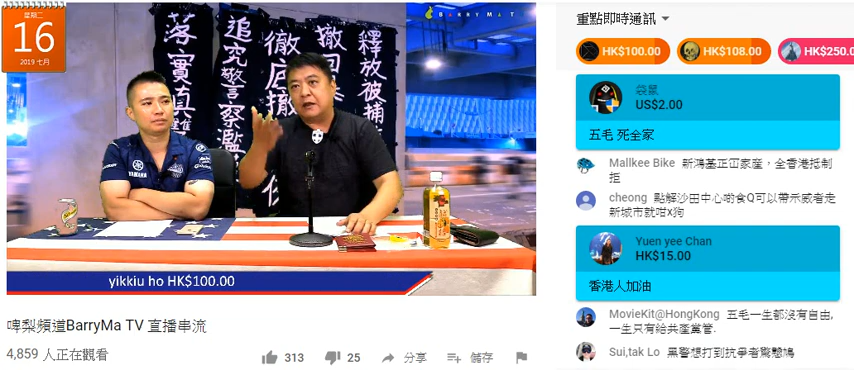 星期二
16
2019 七月
BARRYMA T
落實真
追究警察濫
徹底撤
撤回
釋放被捕
YAMAHA
yikkiu ho HK$100.00
啤梨頻道BarryMa TV 直播串流
4,859 人正在觀看
313
25
分享
儲存
重點即時通訊
HK$100.00
HK$108.00
HK$250.0
袋鼠
US$2.00
五毛 死全家
Mallkee Bike 新鴻基正冚家産，全香港抵制
拒
cheong 點解沙田中心啲食Q可以帶示威者走
新城市就咁x狗
Yuen yee Chan
HK$15.00
香港人加油
MovieKit@HongKong 五毛一生都沒有自由,
一生只有給共產黨管.
Sui,tak Lo 黑警想打到抗爭者驚驗鳩